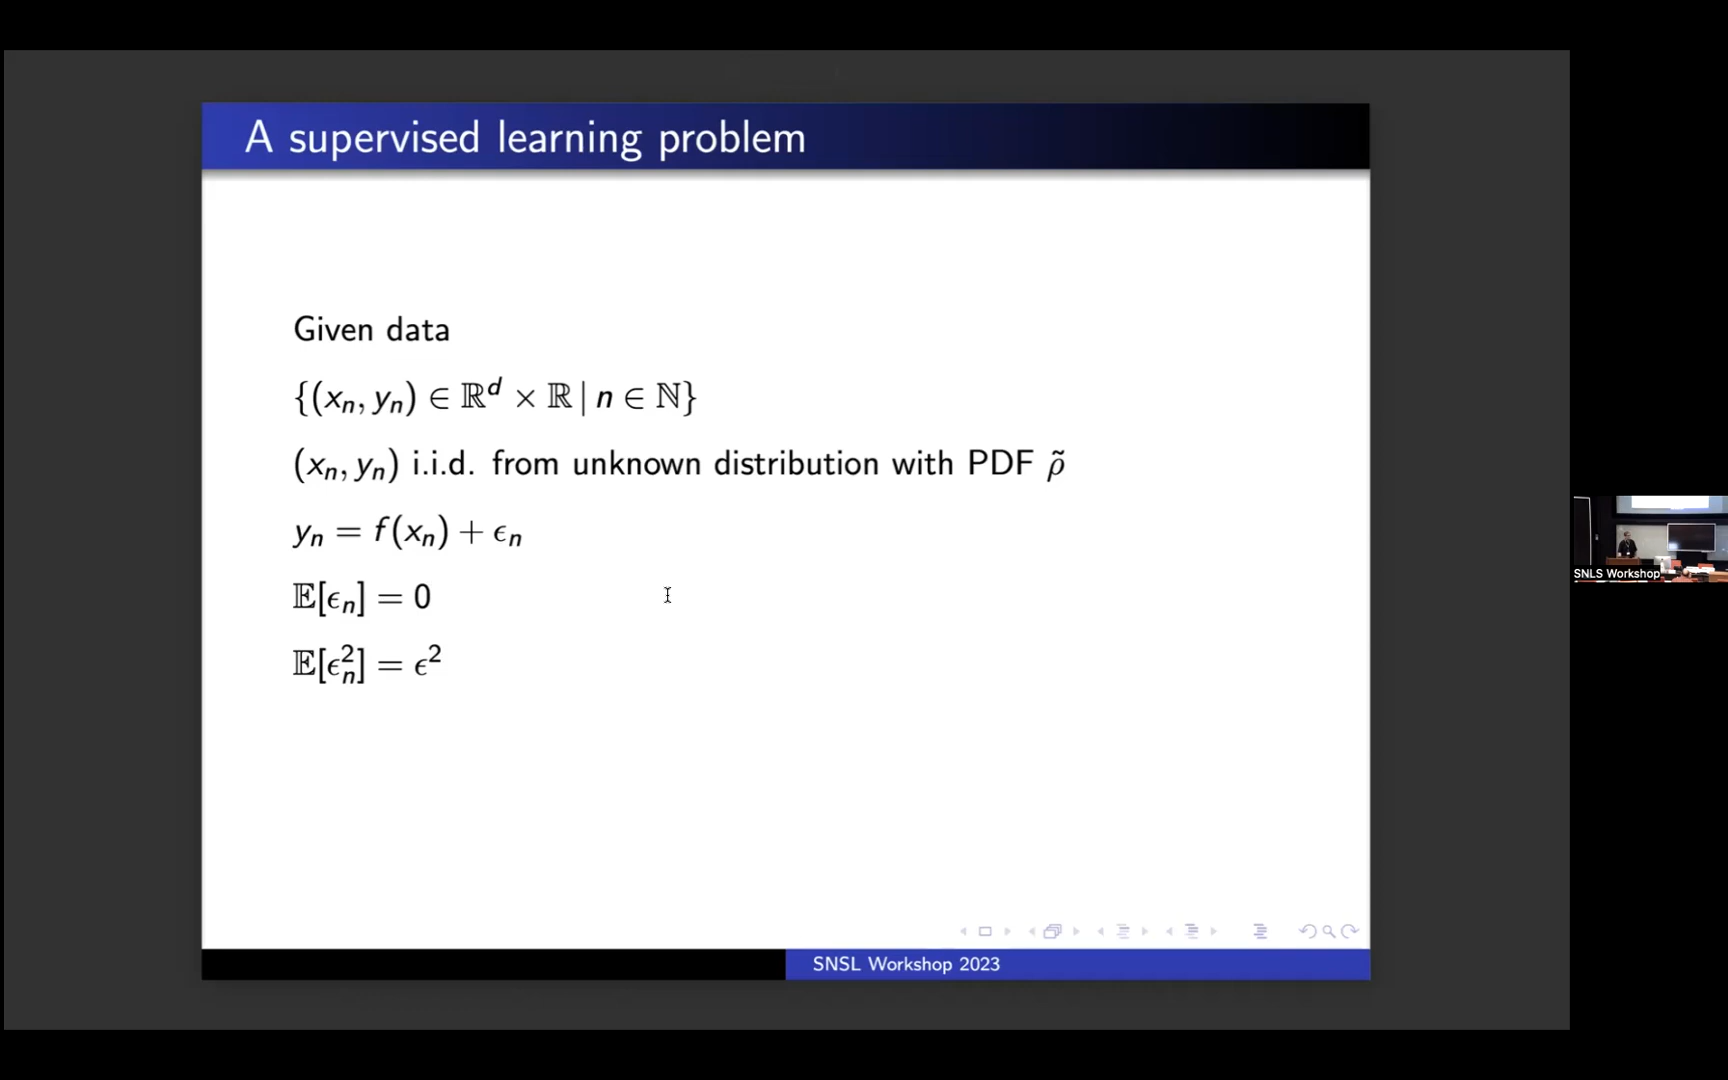 A supervised learning problem
Given data
{(xₙ, yₙ) ∈ ℝᵈ × ℝ | n ∈ ℕ}
(xₙ, yₙ) i.i.d. from unknown distribution with PDF ρ̃
yₙ = f(xₙ) + ϵₙ
𝔼[ϵₙ] = 0
𝔼[ϵₙ²] = ϵ²
SNSL Workshop 2023
SNLS Workshop